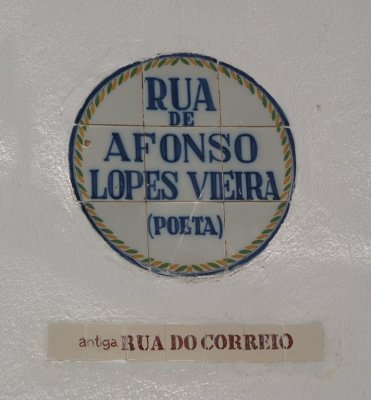 RUA
DE
AFONSO
LOPES VIEIRA
(POETA)
antiga RUA DO CORREIO